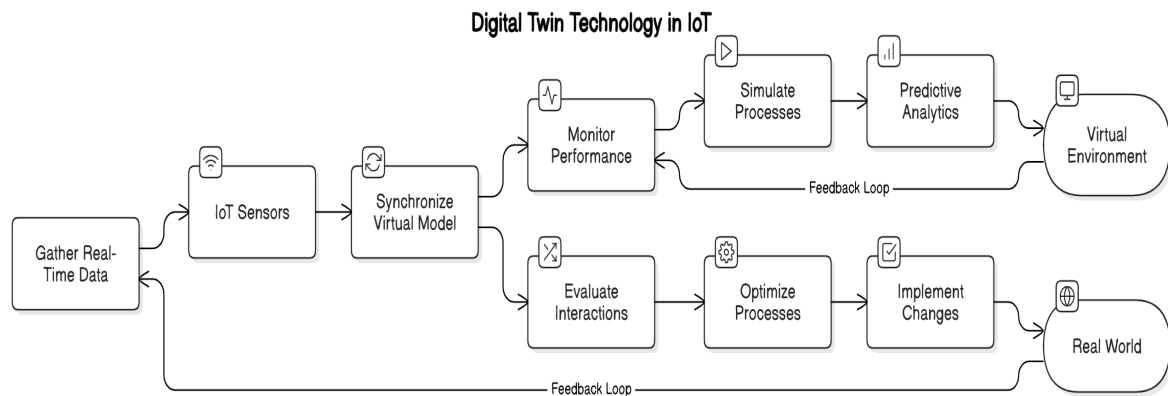 Digital Twin Technology in IoT
Gather Real-
Time Data
IoT Sensors
Synchronize
Virtual Model
Monitor
Performance
Simulate
Processes
Predictive
Analytics
Virtual
Environment
Feedback Loop
Evaluate
Interactions
Optimize
Processes
Implement
Changes
Real World
Feedback Loop